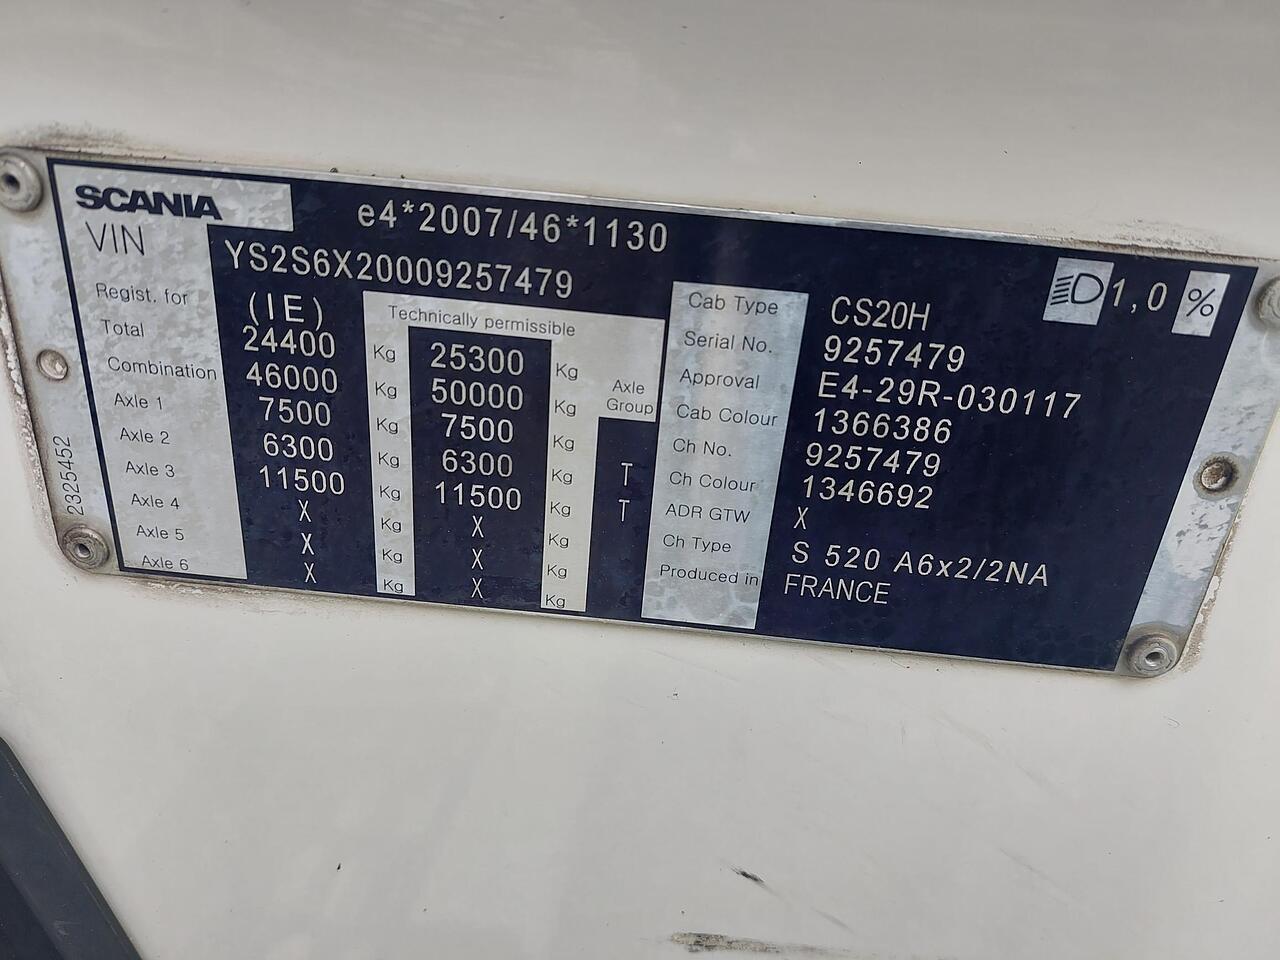 SCANIA
e4*2007/46*1130
VIN
YS2S6X20009257479
1,0 %
Regist. for (IE)
Technically permissible
Total 24400 Kg 25300 Kg
Combination 46000 Kg 50000 Kg
Axle Group
Axle 1 7500 Kg 7500 Kg
Axle 2 6300 Kg 6300 Kg T
Axle 3 11500 Kg 11500 Kg T
Axle 4 X Kg X Kg
Axle 5 X Kg X Kg
Axle 6 X Kg X Kg
Cab Type CS20H
Serial No. 9257479
Approval E4-29R-030117
Cab Colour 1366386
Ch No. 9257479
Ch Colour 1346692
ADR GTW X
Ch Type S 520 A6x2/2NA
Produced in FRANCE
2325452